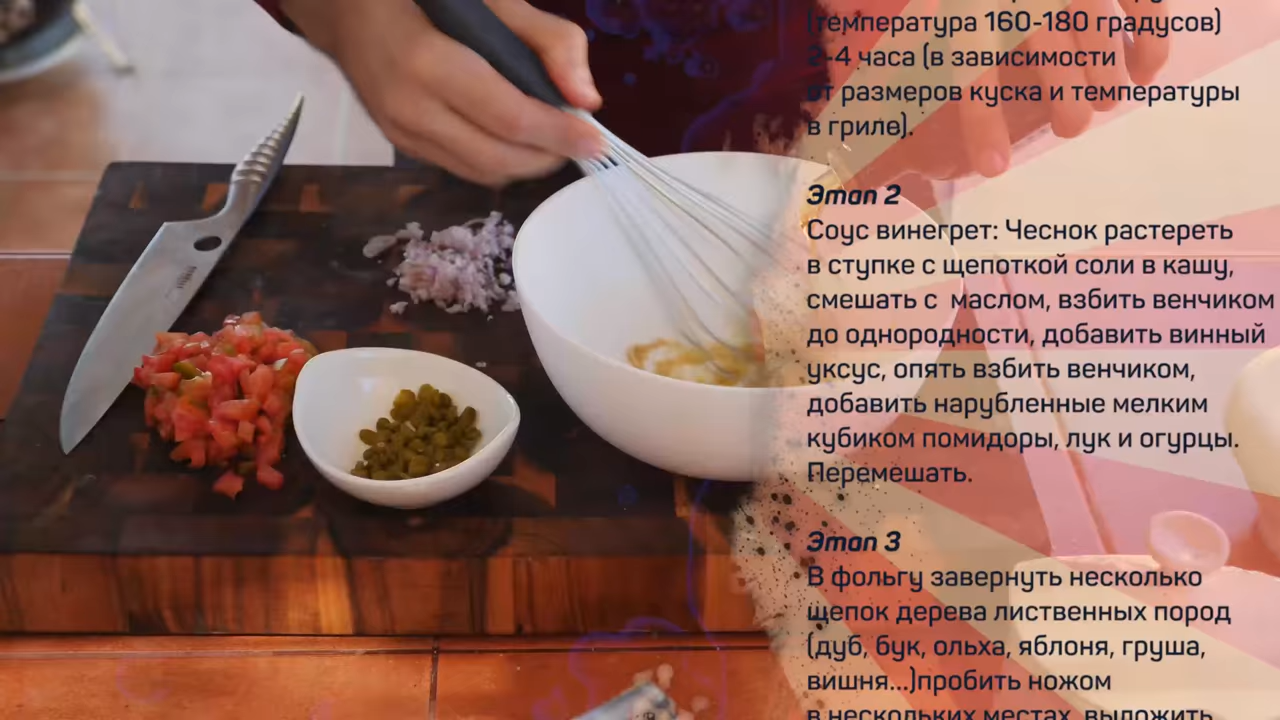 (температура 160-180 градусов)
2-4 часа (в зависимости
от размеров куска и температуры
в гриле).
Этап 2
Соус винегрет: Чеснок растереть
в ступке с щепоткой соли в кашу,
смешать с  маслом, взбить венчиком
до однородности, добавить винный
уксус, опять взбить венчиком,
добавить нарубленные мелким
кубиком помидоры, лук и огурцы.
Перемешать.
Этап 3
В фольгу завернуть несколько
щепок дерева лиственных пород
(дуб, бук, ольха, яблоня, груша,
вишня...)пробить ножом
в нескольких местах, выложить